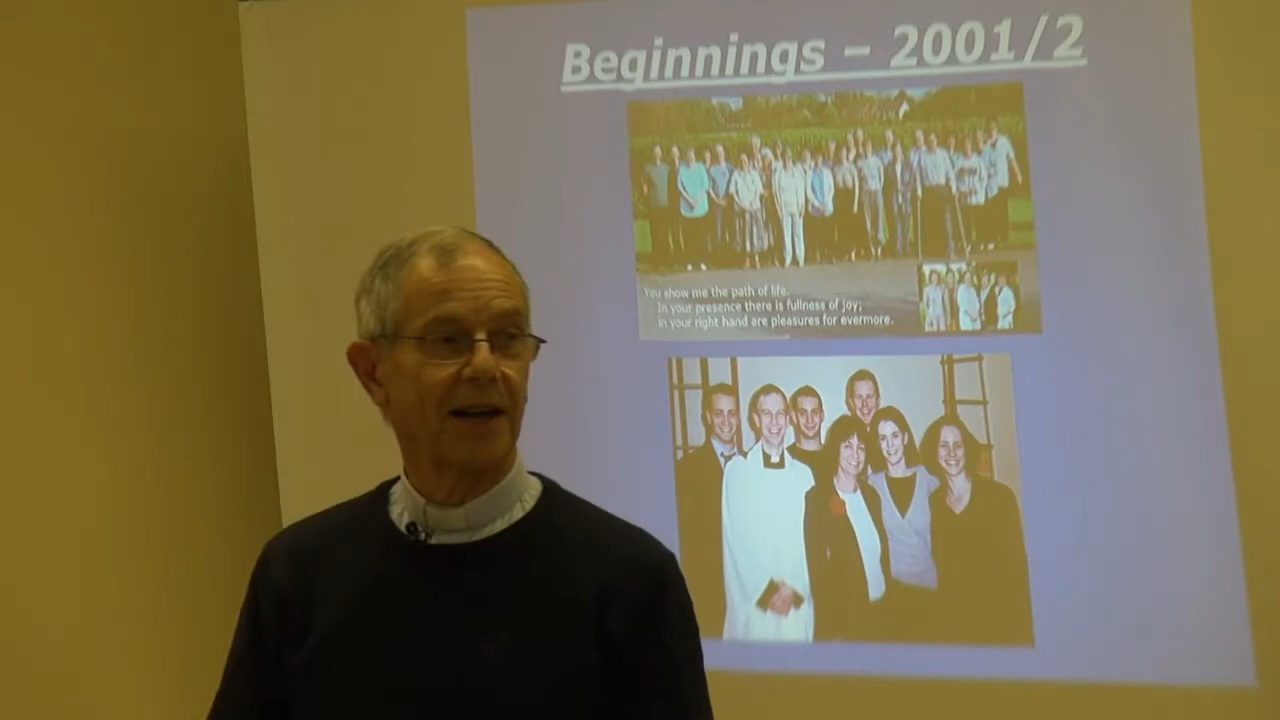 Beginnings – 2001/2
You show me the path of life.
In your presence there is fullness of joy;
in your right hand are pleasures for evermore.